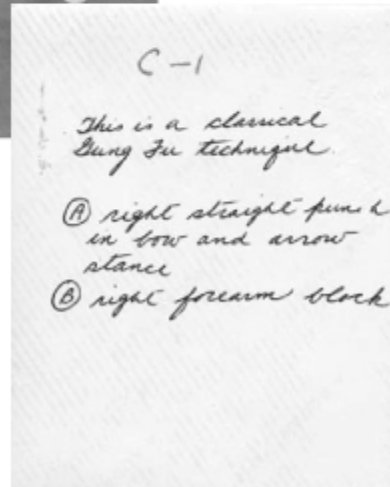 C-1
This is a classical
Gung Fu technique.
Ⓐ right straight punch
in bow and arrow
stance
Ⓑ right forearm block